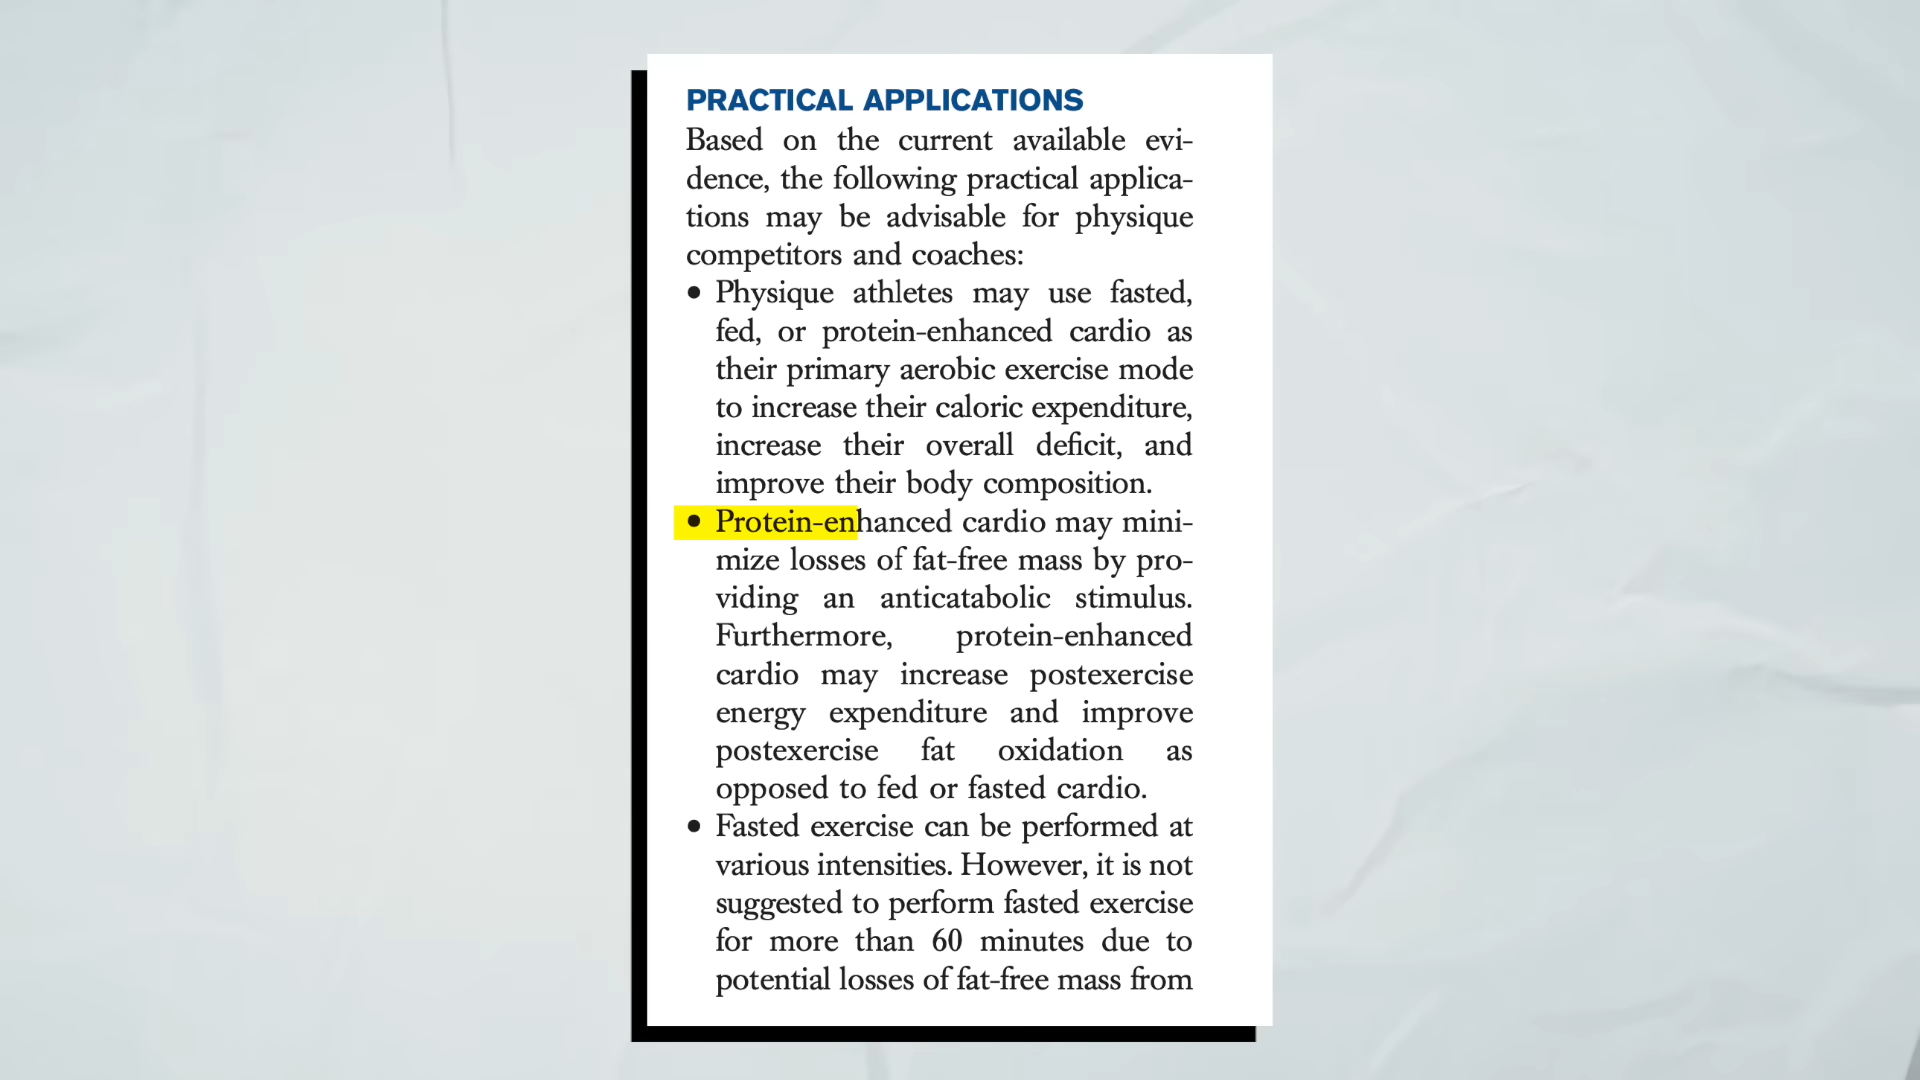 PRACTICAL APPLICATIONS
Based on the current available evi-
dence, the following practical applica-
tions may be advisable for physique
competitors and coaches:
• Physique athletes may use fasted,
fed, or protein-enhanced cardio as
their primary aerobic exercise mode
to increase their caloric expenditure,
increase their overall deficit, and
improve their body composition.
• Protein-enhanced cardio may mini-
mize losses of fat-free mass by pro-
viding an anticatabolic stimulus.
Furthermore, protein-enhanced
cardio may increase postexercise
energy expenditure and improve
postexercise fat oxidation as
opposed to fed or fasted cardio.
• Fasted exercise can be performed at
various intensities. However, it is not
suggested to perform fasted exercise
for more than 60 minutes due to
potential losses of fat-free mass from